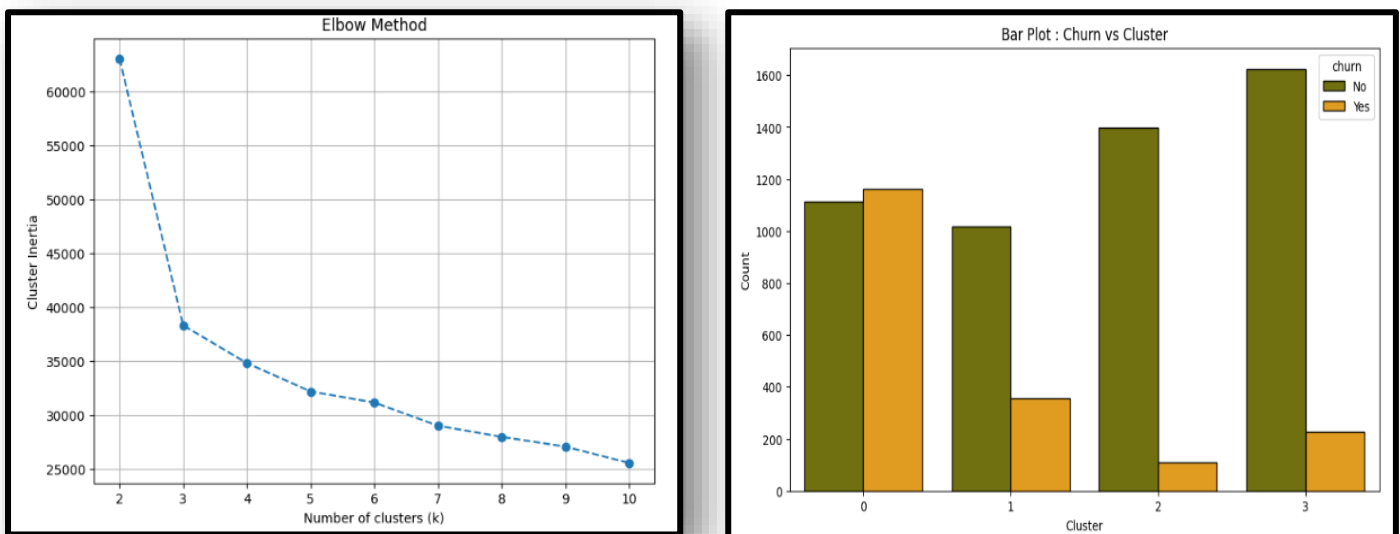 Elbow Method
60000
55000
50000
45000
40000
35000
30000
25000
Cluster Inertia
2 3 4 5 6 7 8 9 10
Number of clusters (k)
Bar Plot : Churn vs Cluster
churn
No
Yes
1600
1400
1200
1000
800
600
400
200
0
Count
0 1 2 3
Cluster